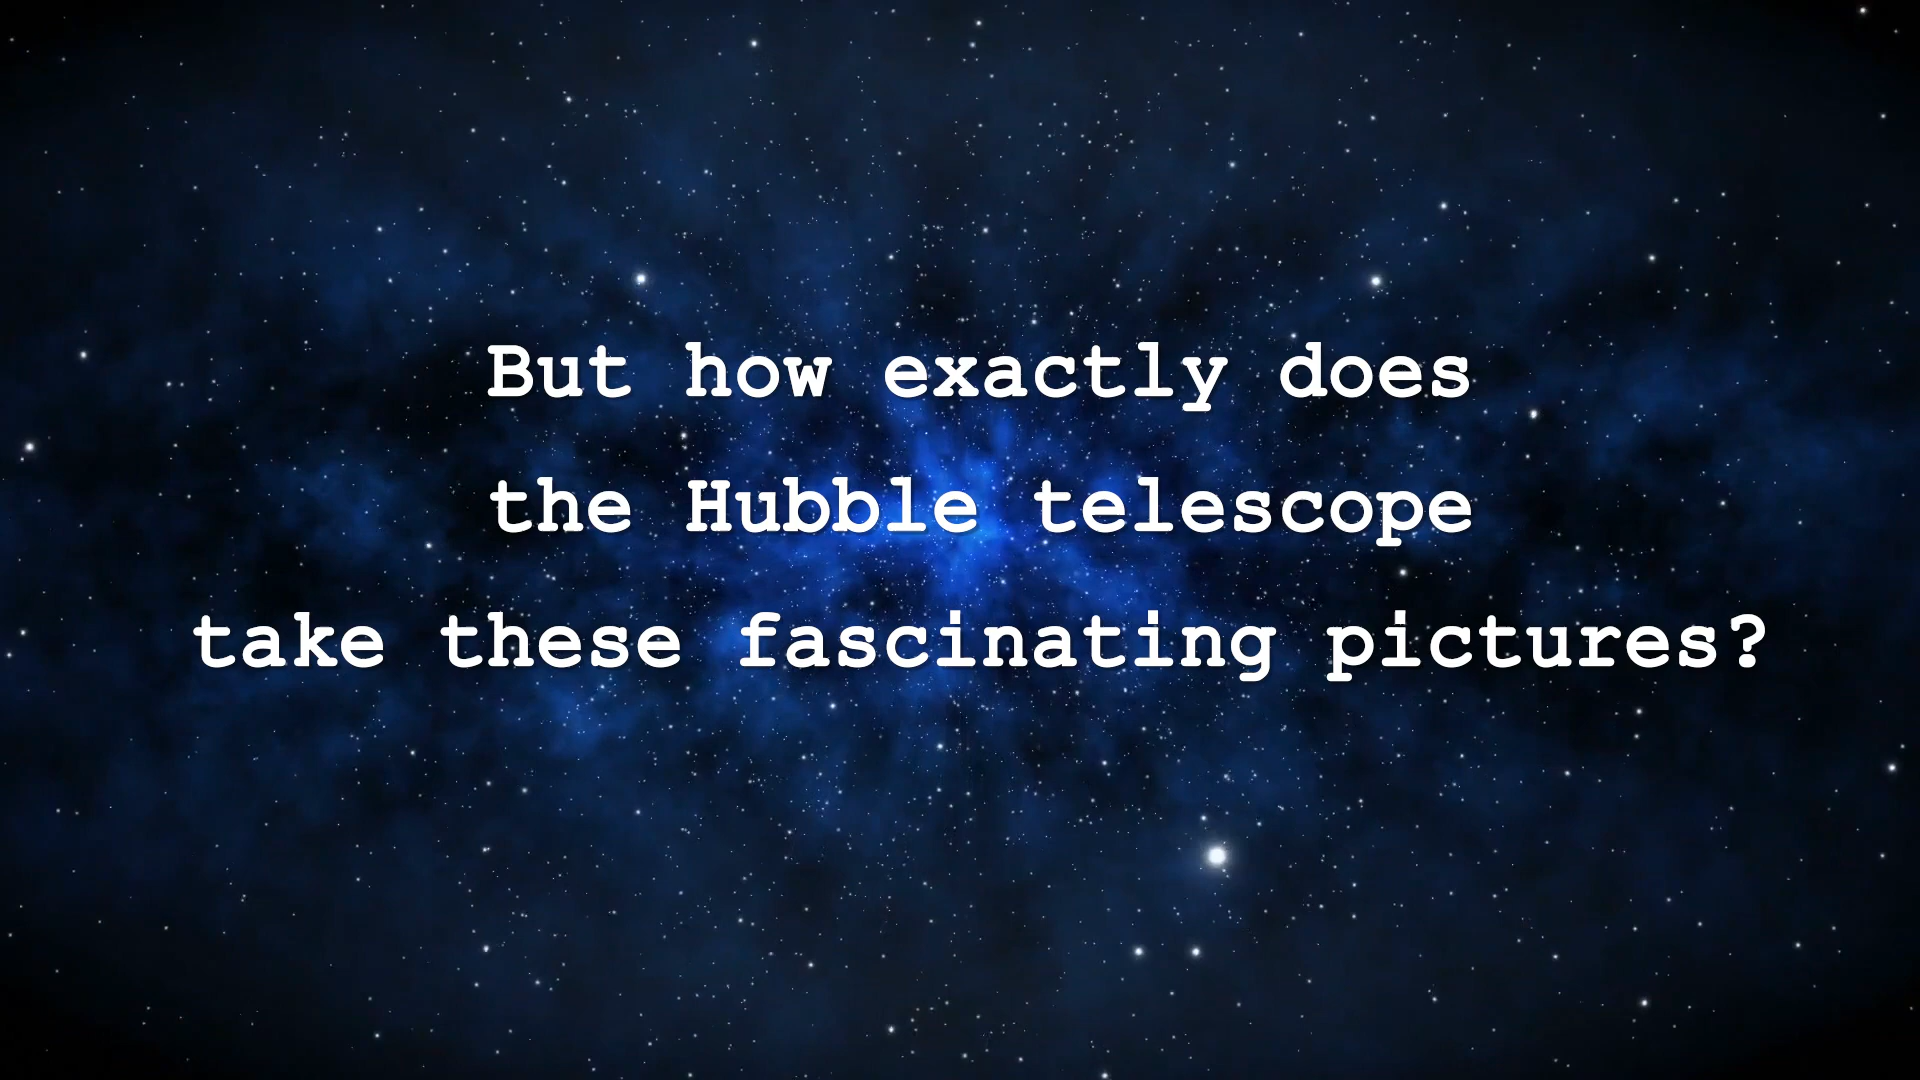 But how exactly does
the Hubble telescope
take these fascinating pictures?